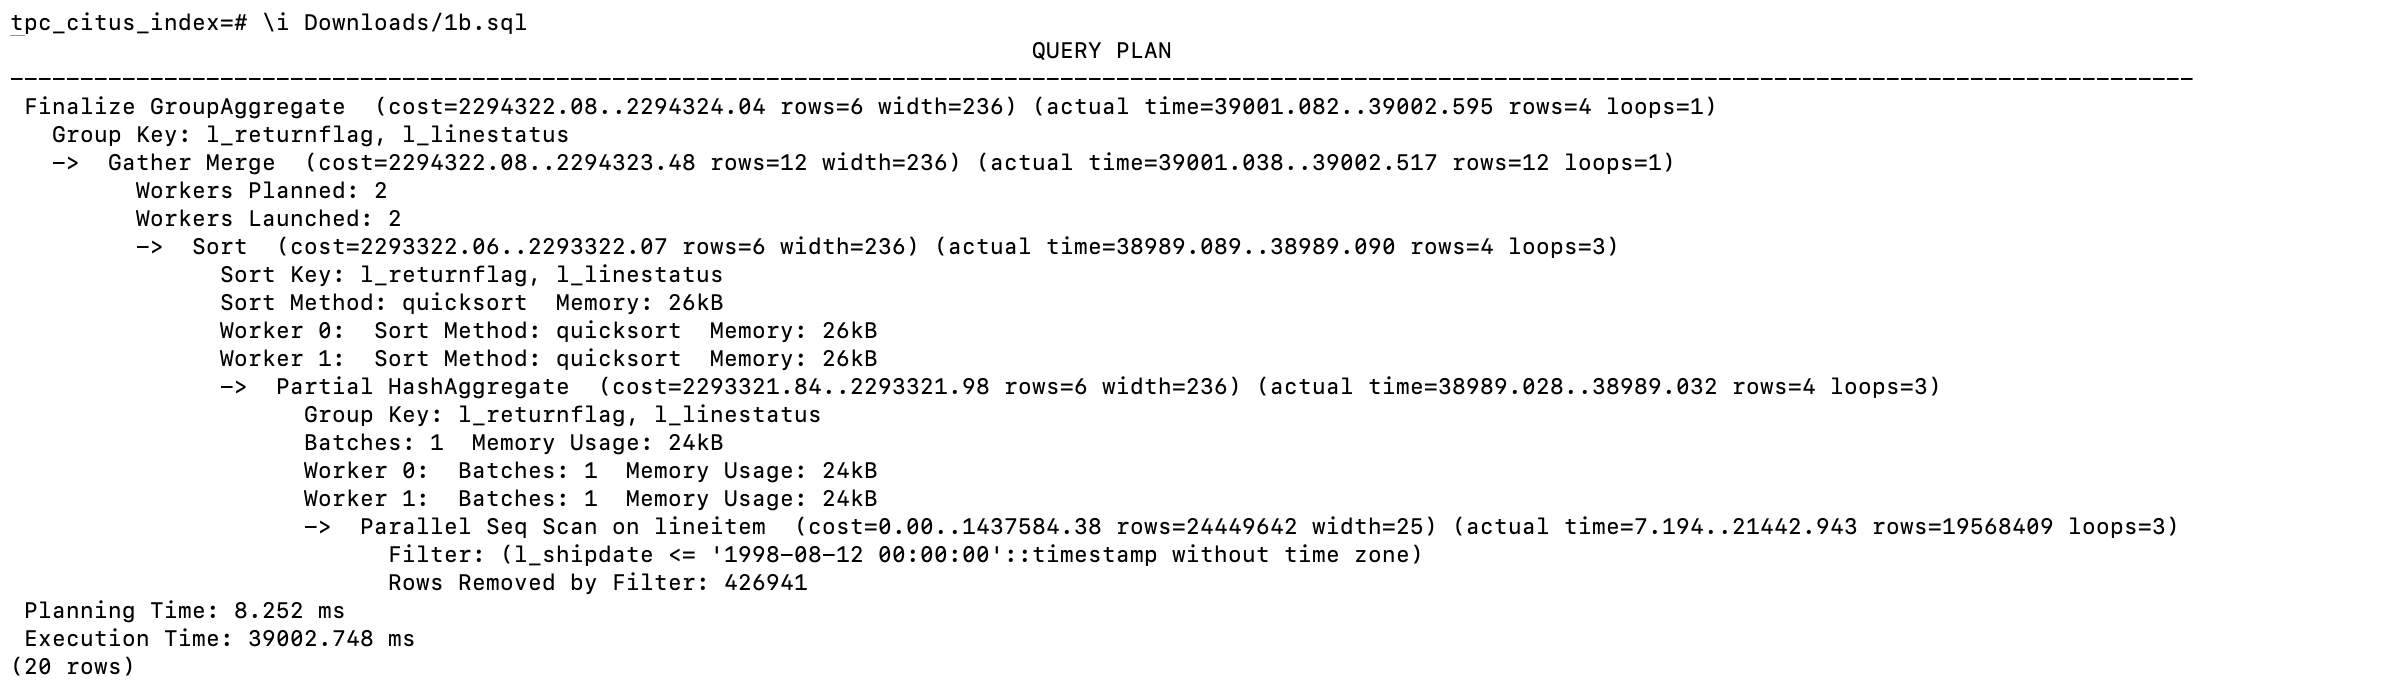 tpc_citus_index=# \i Downloads/1b.sql
QUERY PLAN
------------------------------------------------------------------------------------------------------------------------------------------------------------
Finalize GroupAggregate  (cost=2294322.08..2294324.04 rows=6 width=236) (actual time=39001.082..39002.595 rows=4 loops=1)
Group Key: l_returnflag, l_linestatus
->  Gather Merge  (cost=2294322.08..2294323.48 rows=12 width=236) (actual time=39001.038..39002.517 rows=12 loops=1)
Workers Planned: 2
Workers Launched: 2
->  Sort  (cost=2293322.06..2293322.07 rows=6 width=236) (actual time=38989.089..38989.090 rows=4 loops=3)
Sort Key: l_returnflag, l_linestatus
Sort Method: quicksort  Memory: 26kB
Worker 0:  Sort Method: quicksort  Memory: 26kB
Worker 1:  Sort Method: quicksort  Memory: 26kB
->  Partial HashAggregate  (cost=2293321.84..2293321.98 rows=6 width=236) (actual time=38989.028..38989.032 rows=4 loops=3)
Group Key: l_returnflag, l_linestatus
Batches: 1  Memory Usage: 24kB
Worker 0:  Batches: 1  Memory Usage: 24kB
Worker 1:  Batches: 1  Memory Usage: 24kB
->  Parallel Seq Scan on lineitem  (cost=0.00..1437584.38 rows=24449642 width=25) (actual time=7.194..21442.943 rows=19568409 loops=3)
Filter: (l_shipdate <= '1998-08-12 00:00:00'::timestamp without time zone)
Rows Removed by Filter: 426941
Planning Time: 8.252 ms
Execution Time: 39002.748 ms
(20 rows)